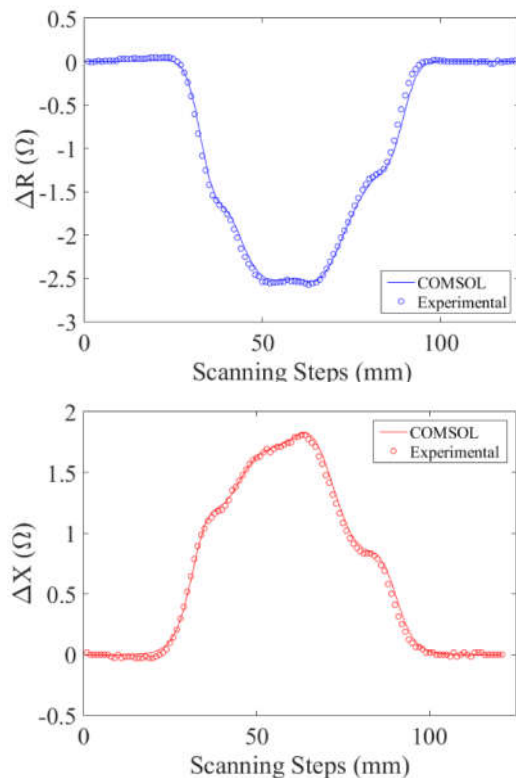 0.5
0
-0.5
-1
-1.5
-2
-2.5
-3
ΔR (Ω)
COMSOL
Experimental
0
50
100
Scanning Steps (mm)
2
1.5
1
0.5
0
-0.5
ΔX (Ω)
COMSOL
Experimental
0
50
100
Scanning Steps (mm)